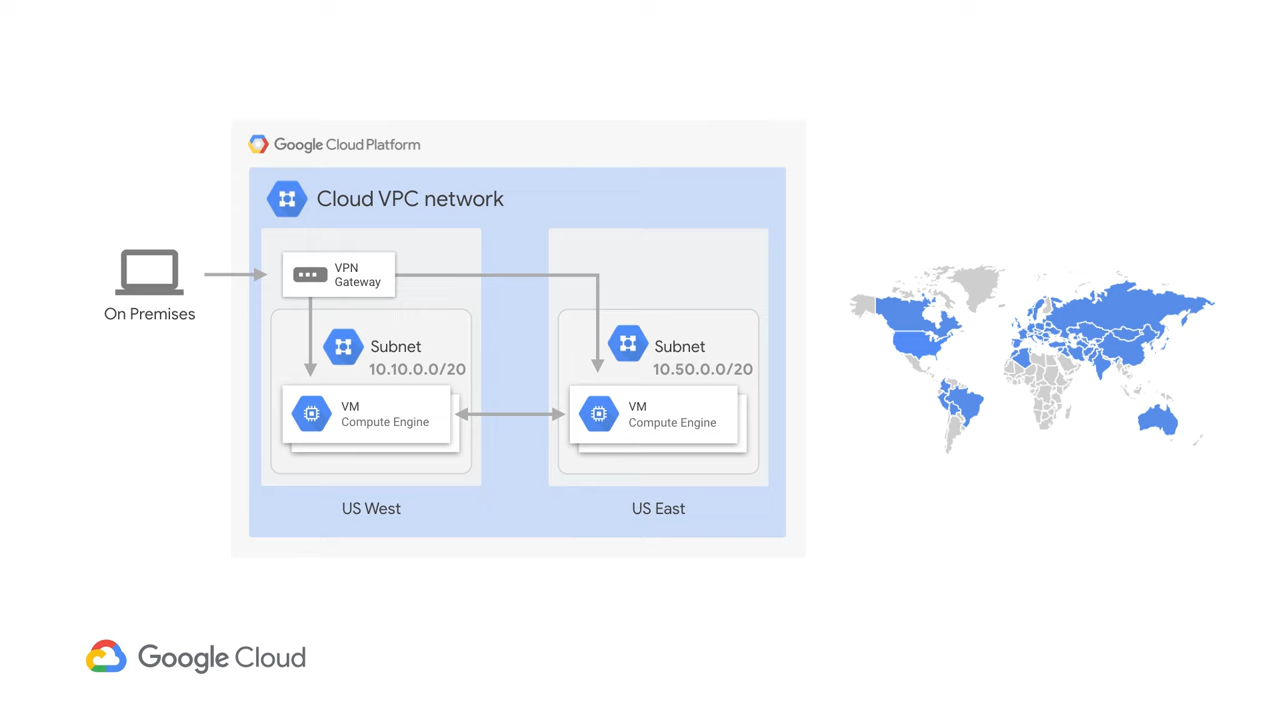 Google Cloud Platform
Cloud VPC network
VPN
Gateway
On Premises
Subnet
10.10.0.0/20
VM
Compute Engine
US West
Subnet
10.50.0.0/20
VM
Compute Engine
US East
Google Cloud